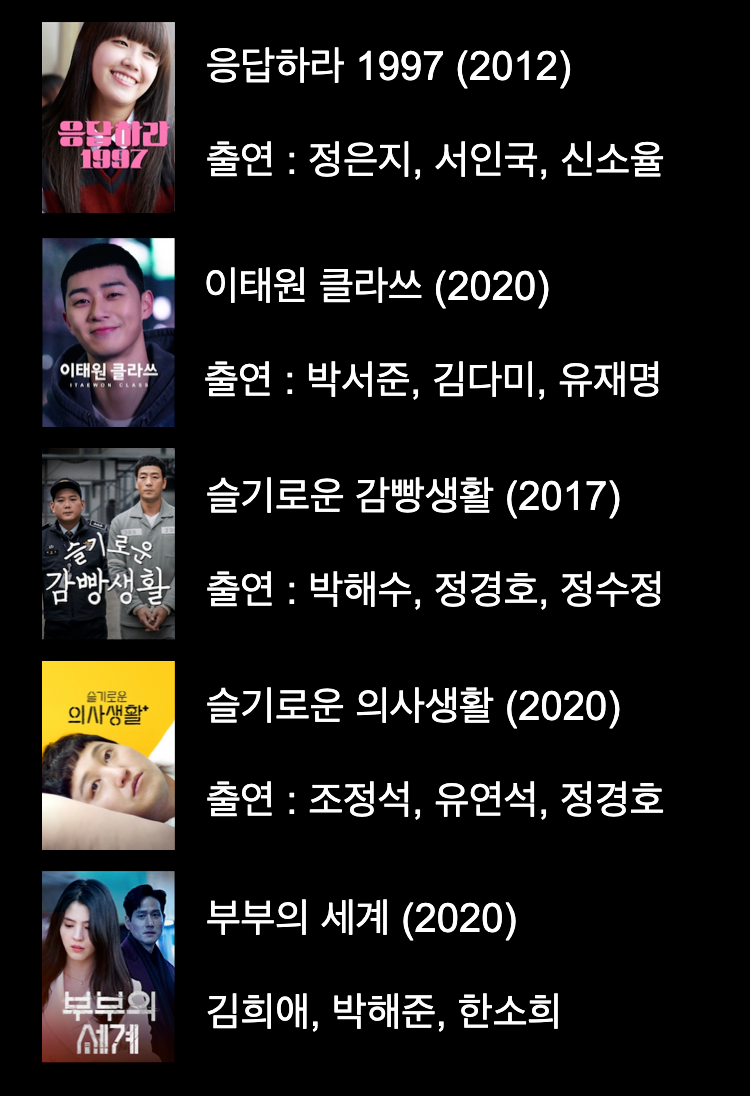 응답하라
1997
응답하라 1997 (2012)
출연 : 정은지, 서인국, 신소율
이태원 클라쓰
ITAEWON CLASS
이태원 클라쓰 (2020)
출연 : 박서준, 김다미, 유재명
슬기로운
감빵생활
슬기로운 감빵생활 (2017)
출연 : 박해수, 정경호, 정수정
슬기로운
의사생활+
슬기로운 의사생활 (2020)
출연 : 조정석, 유연석, 정경호
부부의
세계
부부의 세계 (2020)
김희애, 박해준, 한소희